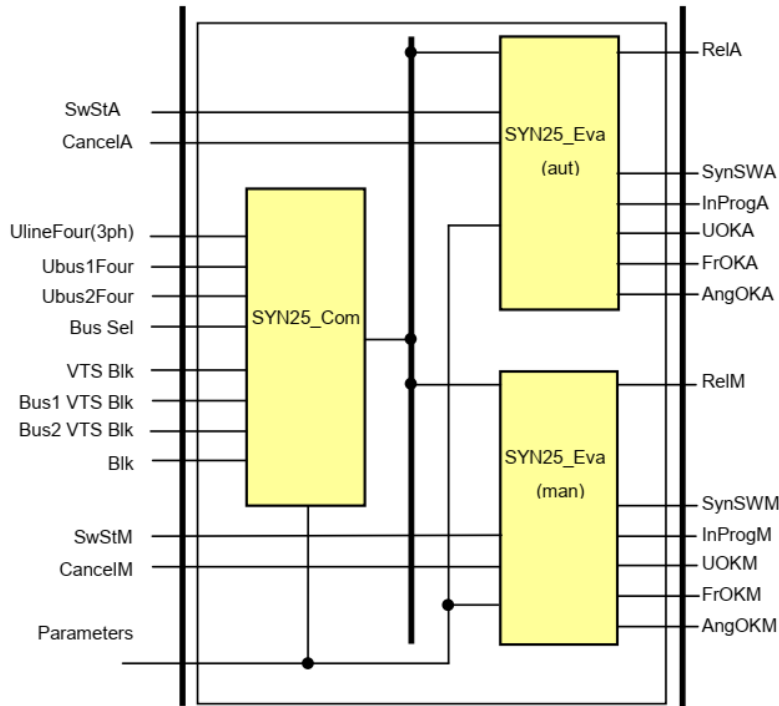 RelA
SwStA
CancelA
SYN25_Eva
(aut)
SynSWA
InProgA
UOKA
FrOKA
AngOKA
UlineFour(3ph)
Ubus1Four
Ubus2Four
Bus Sel
SYN25_Com
VTS Blk
Bus1 VTS Blk
Bus2 VTS Blk
Blk
RelM
SYN25_Eva
(man)
SynSWM
InProgM
UOKM
FrOKM
AngOKM
SwStM
CancelM
Parameters